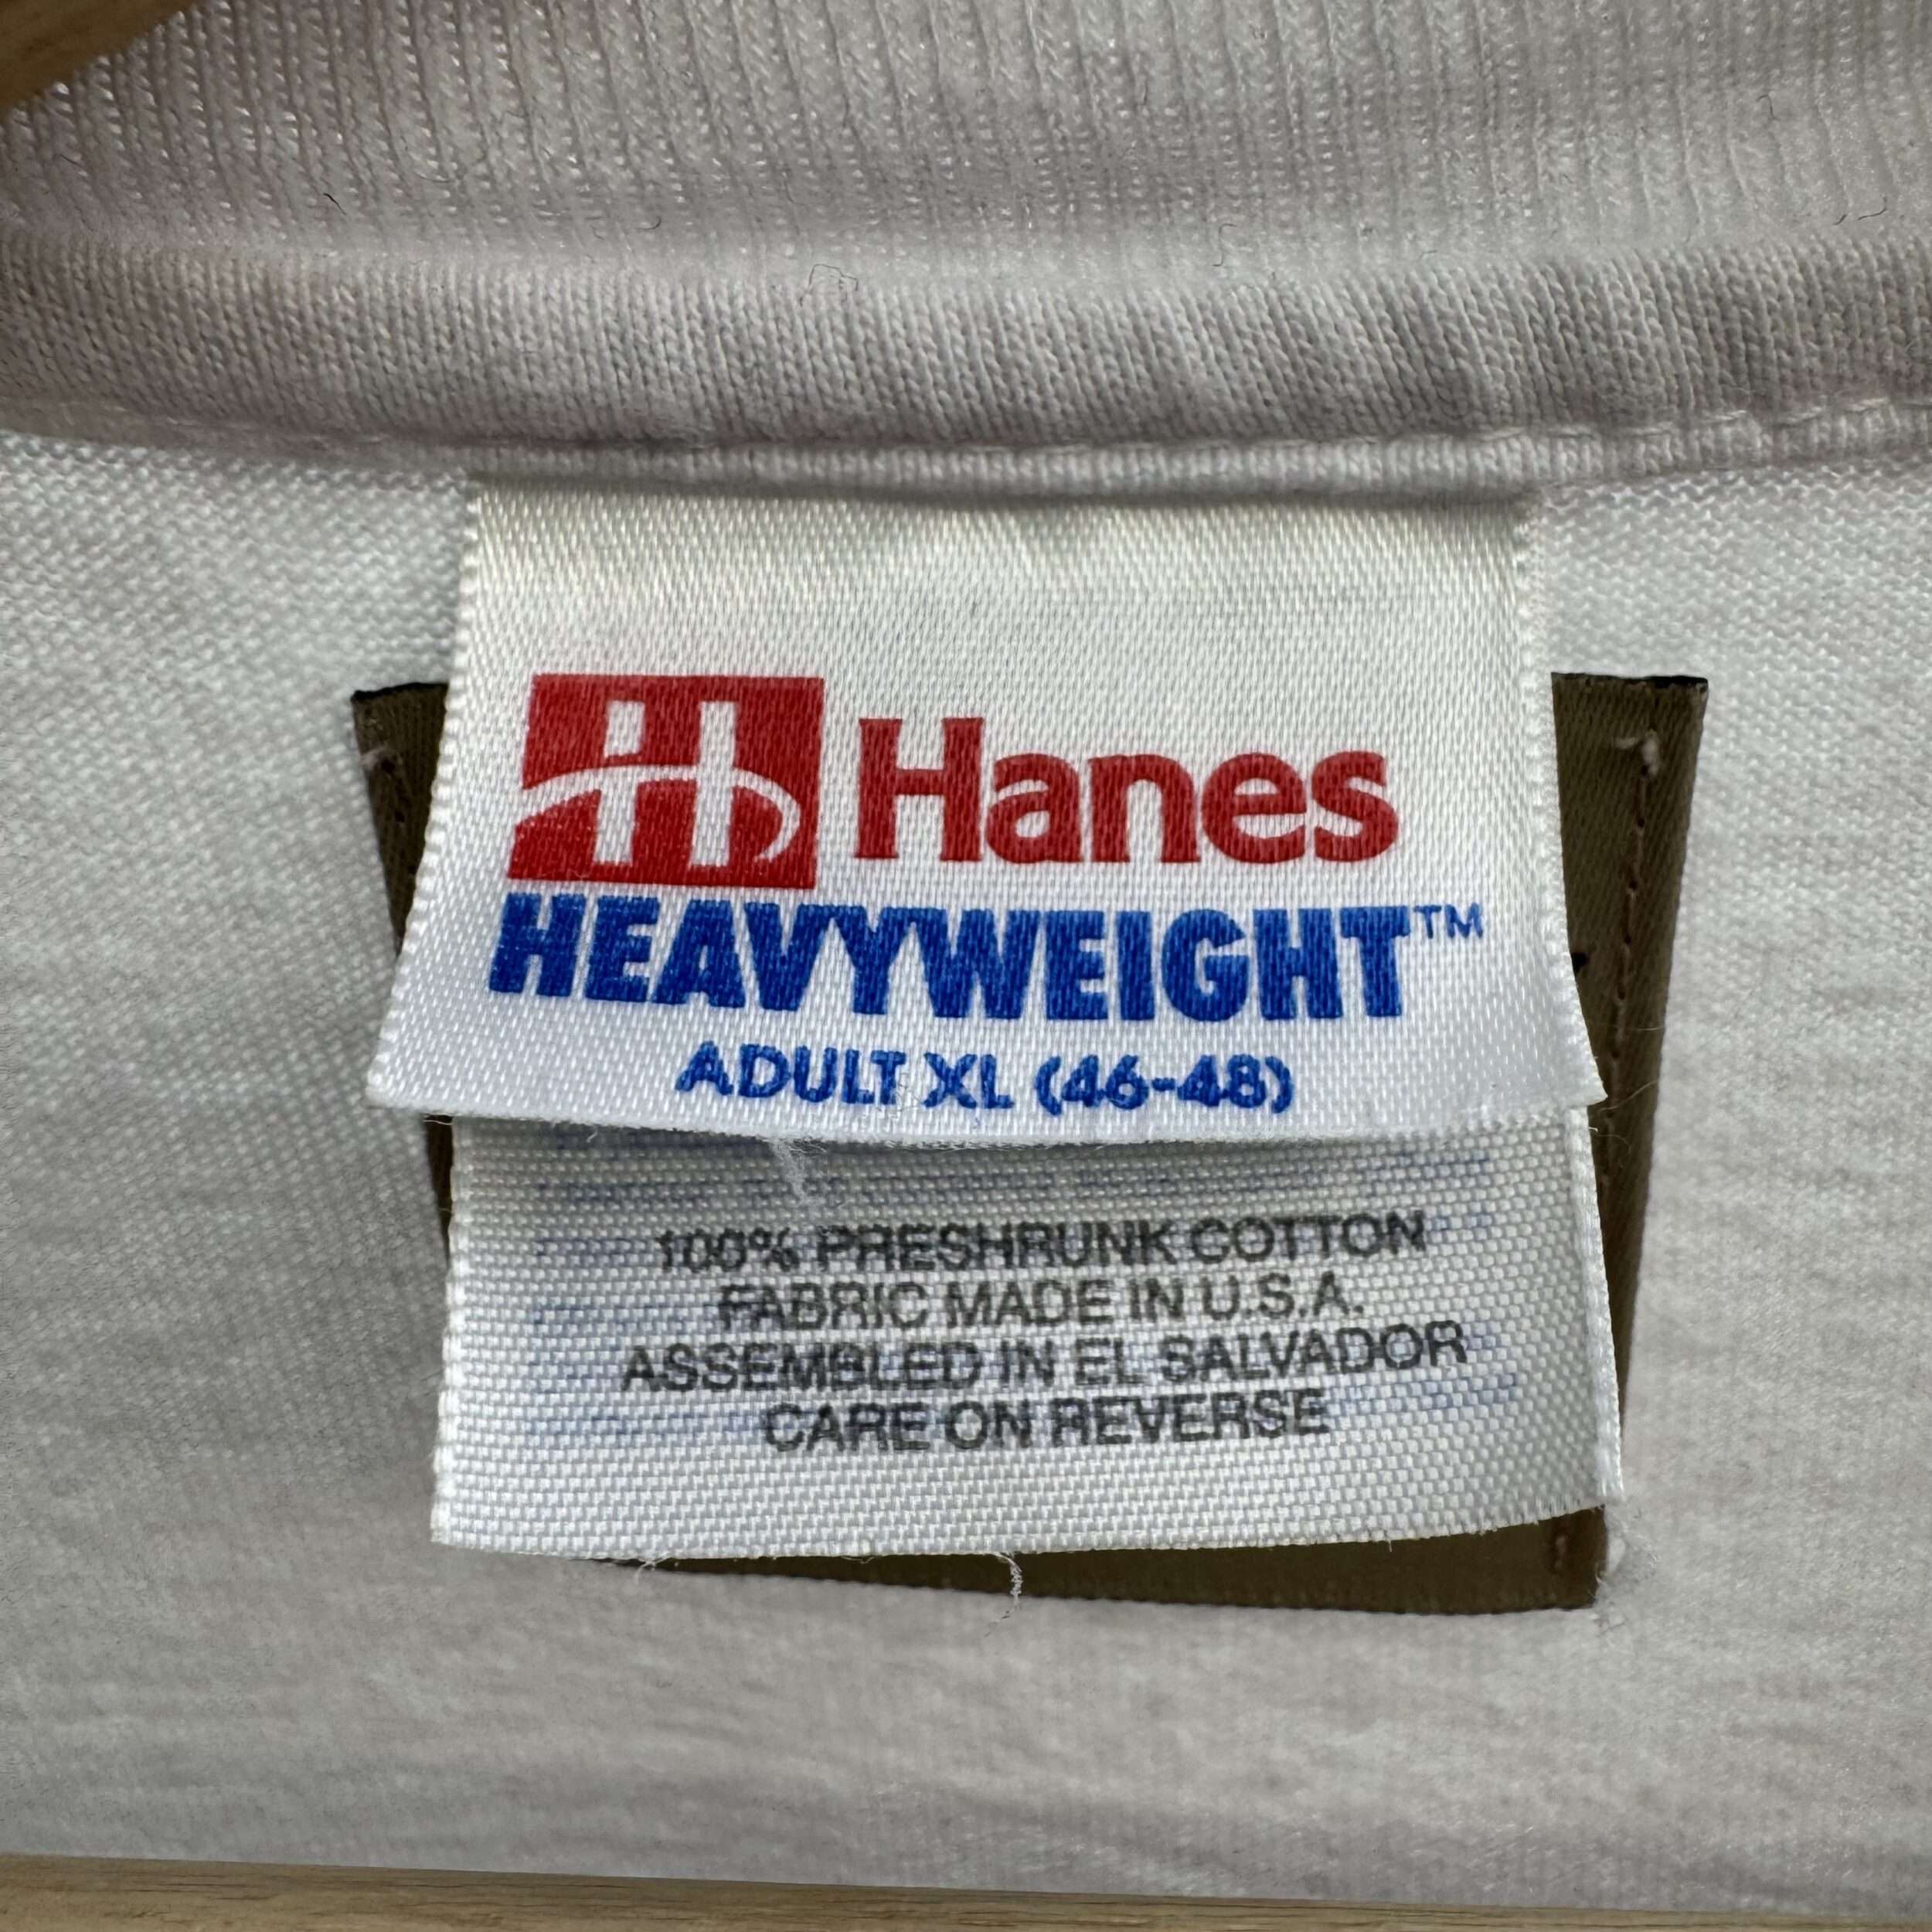 Hanes
HEAVYWEIGHT™
ADULT XL (46-48)
100% PRESHRUNK COTTON
FABRIC MADE IN U.S.A.
ASSEMBLED IN EL SALVADOR
CARE ON REVERSE